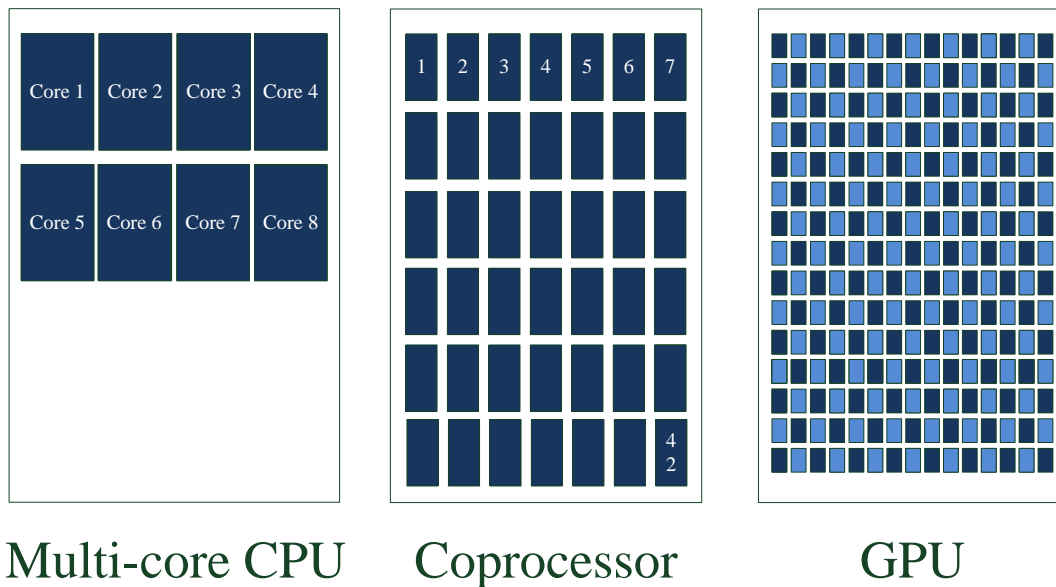 Core 1 Core 2 Core 3 Core 4
Core 5 Core 6 Core 7 Core 8
1 2 3 4 5 6 7
4
2
Multi-core CPU
Coprocessor
GPU